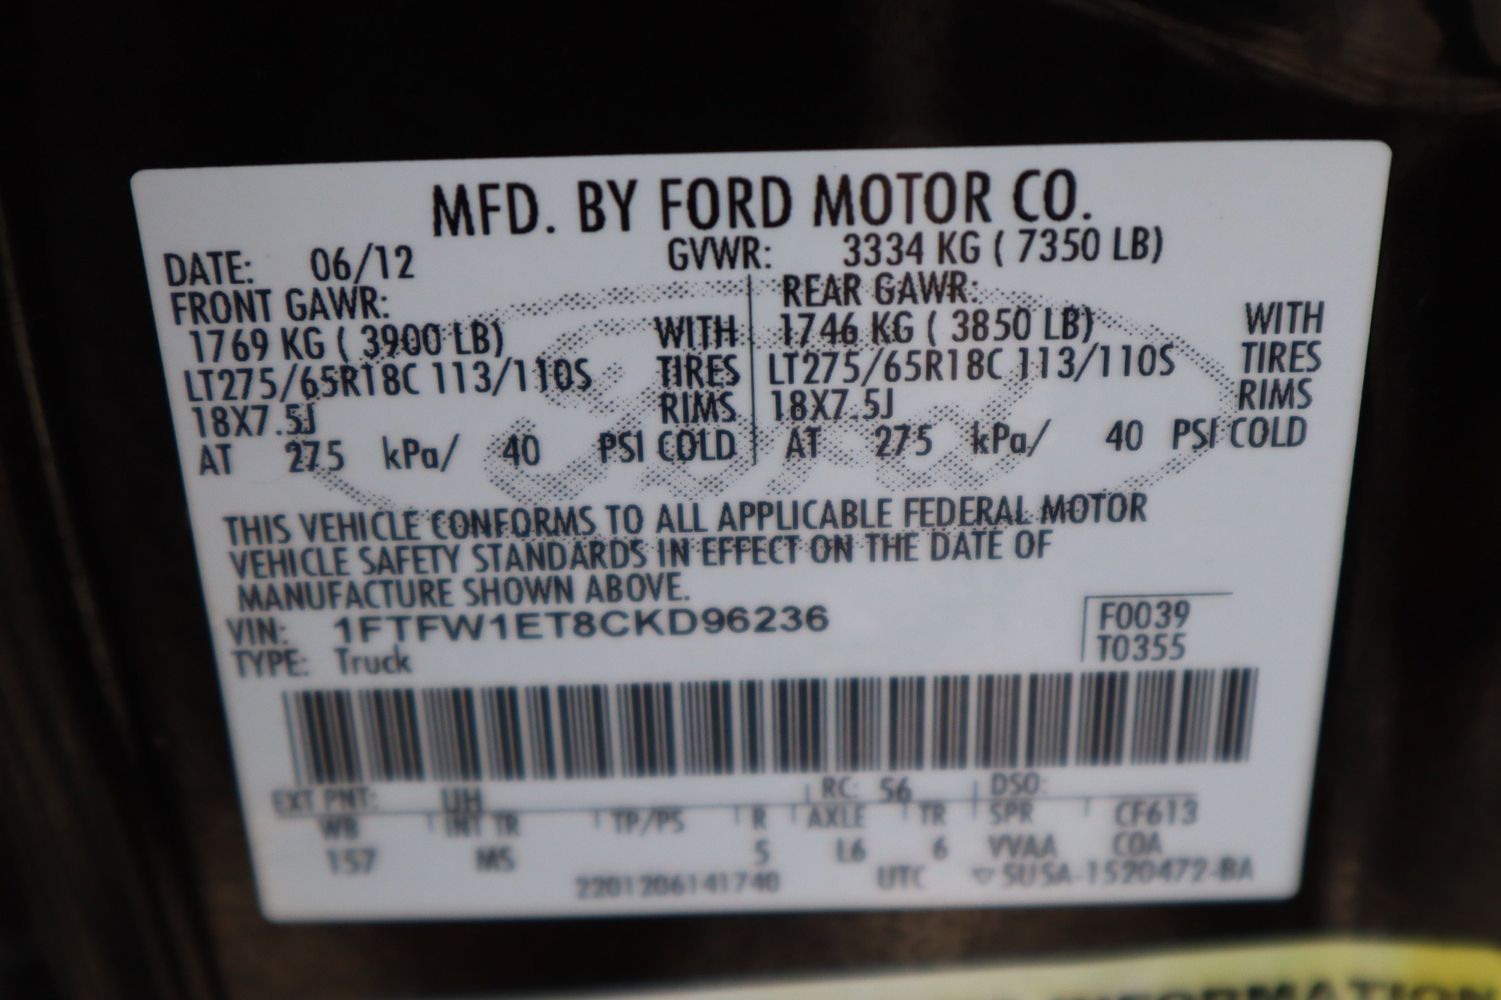 MFD. BY FORD MOTOR CO.
DATE: 06/12 GVWR: 3334 KG ( 7350 LB)
FRONT GAWR: REAR GAWR:
1769 KG ( 3900 LB) WITH 1746 KG ( 3850 LB) WITH
LT275/65R18C 113/110S TIRES LT275/65R18C 113/110S TIRES
18X7.5J RIMS 18X7.5J RIMS
AT 275 kPa/ 40 PSI COLD AT 275 kPa/ 40 PSI COLD
THIS VEHICLE CONFORMS TO ALL APPLICABLE FEDERAL MOTOR
VEHICLE SAFETY STANDARDS IN EFFECT ON THE DATE OF
MANUFACTURE SHOWN ABOVE.
VIN: 1FTFW1ET8CKD96236 F0039
TYPE: Truck T0355
EXT PNT: UH RC: 56 DSO:
WB INT TR TP/PS R AXLE TR SPR CF613
157 MS 5 L6 6 VVAA COA
2201206141740 UTC ▽SUSA-1520472-BA
INFORMATION